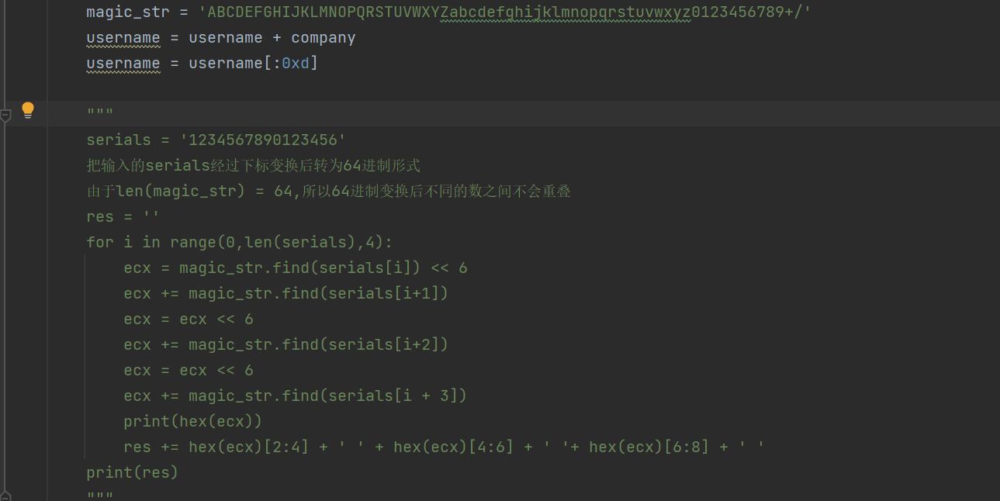 magic_str = 'ABCDEFGHIJKLMNOPQRSTUVWXYZabcdefghijklmnopqrstuvwxyz0123456789+/'
username = username + company
username = username[:0xd]
"""
serials = '1234567890123456'
把输入的serials经过下标变换后转为64进制形式
由于len(magic_str) = 64,所以64进制变换后不同的数之间不会重叠
res = ''
for i in range(0,len(serials),4):
    ecx = magic_str.find(serials[i]) << 6
    ecx += magic_str.find(serials[i+1])
    ecx = ecx << 6
    ecx += magic_str.find(serials[i+2])
    ecx = ecx << 6
    ecx += magic_str.find(serials[i + 3])
    print(hex(ecx))
    res += hex(ecx)[2:4] + ' ' + hex(ecx)[4:6] + ' '+ hex(ecx)[6:8] + ' '
print(res)
"""